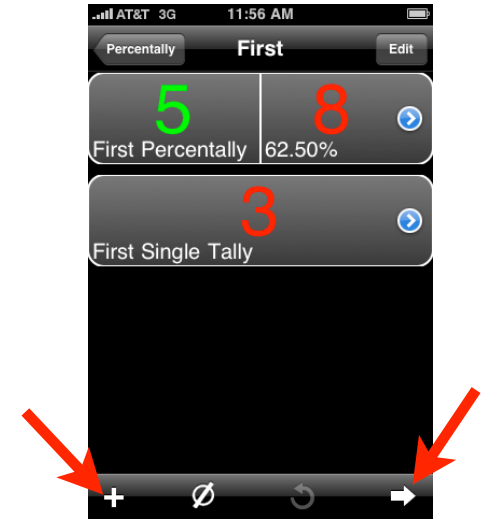 AT&T 3G 11:56 AM
Percentally First Edit
5 8
First Percentally 62.50%
3
First Single Tally